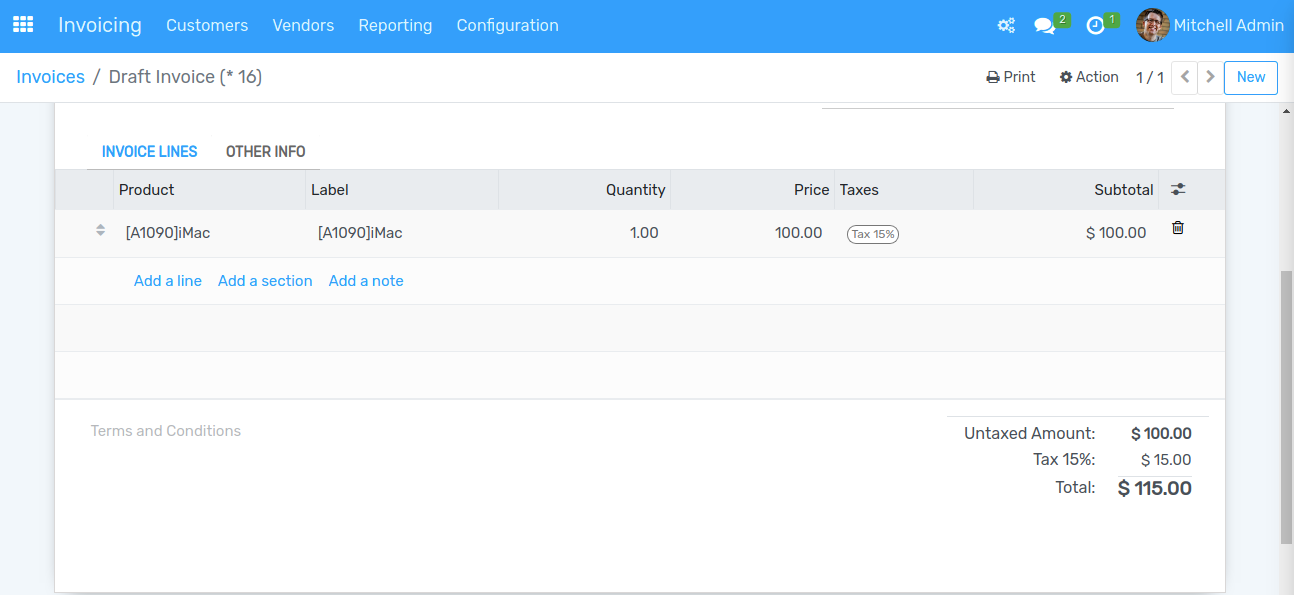 Invoicing Customers Vendors Reporting Configuration 2 1 Mitchell Admin
Invoices / Draft Invoice (* 16) Print Action 1 / 1 New
INVOICE LINES OTHER INFO
Product Label Quantity Price Taxes Subtotal
[A1090]iMac [A1090]iMac 1.00 100.00 Tax 15% $ 100.00
Add a line Add a section Add a note
Terms and Conditions
Untaxed Amount: $ 100.00
Tax 15%: $ 15.00
Total: $ 115.00